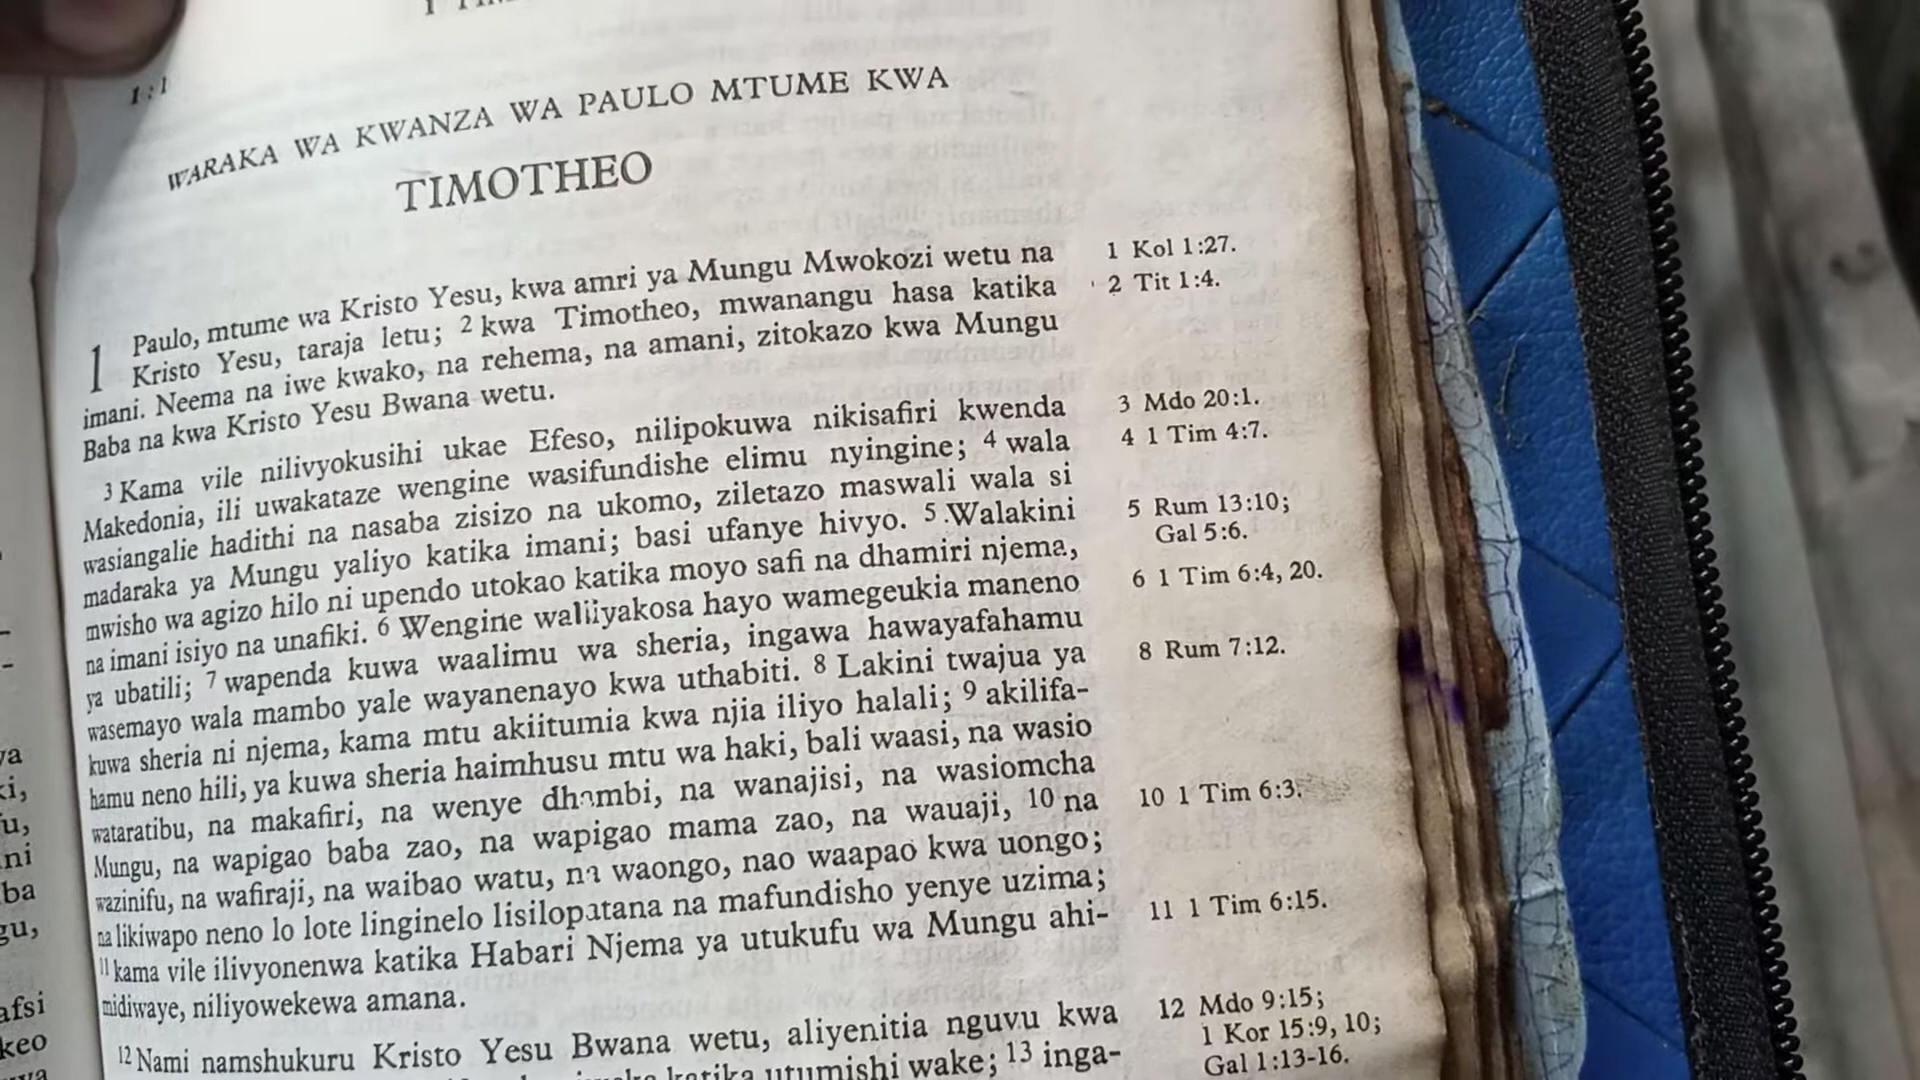 1:1
WARAKA WA KWANZA WA PAULO MTUME KWA
TIMOTHEO
1 Paulo, mtume wa Kristo Yesu, kwa amri ya Mungu Mwokozi wetu na
Kristo Yesu, taraja letu; 2 kwa Timotheo, mwanangu hasa katika
imani. Neema na iwe kwako, na rehema, na amani, zitokazo kwa Mungu
Baba na kwa Kristo Yesu Bwana wetu.
3 Kama vile nilivyokusihi ukae Efeso, nilipokuwa nikisafiri kwenda
Makedonia, ili uwakataze wengine wasifundishe elimu nyingine; 4 wala
wasiangalie hadithi na nasaba zisizo na ukomo, ziletazo maswali wala si
madaraka ya Mungu yaliyo katika imani; basi ufanye hivyo. 5 Walakini
mwisho wa agizo hilo ni upendo utokao katika moyo safi na dhamiri njema,
na imani isiyo na unafiki. 6 Wengine waliiyakosa hayo wamegeukia maneno
ya ubatili; 7 wapenda kuwa waalimu wa sheria, ingawa hawayafahamu
wasemayo wala mambo yale wayanenayo kwa uthabiti. 8 Lakini twajua ya
kuwa sheria ni njema, kama mtu akiitumia kwa njia iliyo halali; 9 akilifa-
hamu neno hili, ya kuwa sheria haimhusu mtu wa haki, bali waasi, na wasio
wataratibu, na makafiri, na wenye dhambi, na wanajisi, na wasiomcha
Mungu, na wapigao baba zao, na wapigao mama zao, na wauaji, 10 na
wazinifu, na wafiraji, na waibao watu, na waongo, nao waapao kwa uongo;
na likiwapo neno lo lote linginelo lisilopatana na mafundisho yenye uzima;
11 kama vile ilivyonenwa katika Habari Njema ya utukufu wa Mungu ahi-
midiwaye, niliyowekewa amana.
12 Nami namshukuru Kristo Yesu Bwana wetu, aliyenitia nguvu kwa
katika utumishi wake; 13 inga-
1 Kol 1:27.
2 Tit 1:4.
3 Mdo 20:1.
4 1 Tim 4:7.
5 Rum 13:10;
Gal 5:6.
6 1 Tim 6:4, 20.
8 Rum 7:12.
10 1 Tim 6:3.
11 1 Tim 6:15.
12 Mdo 9:15;
1 Kor 15:9, 10;
Gal 1:13-16.